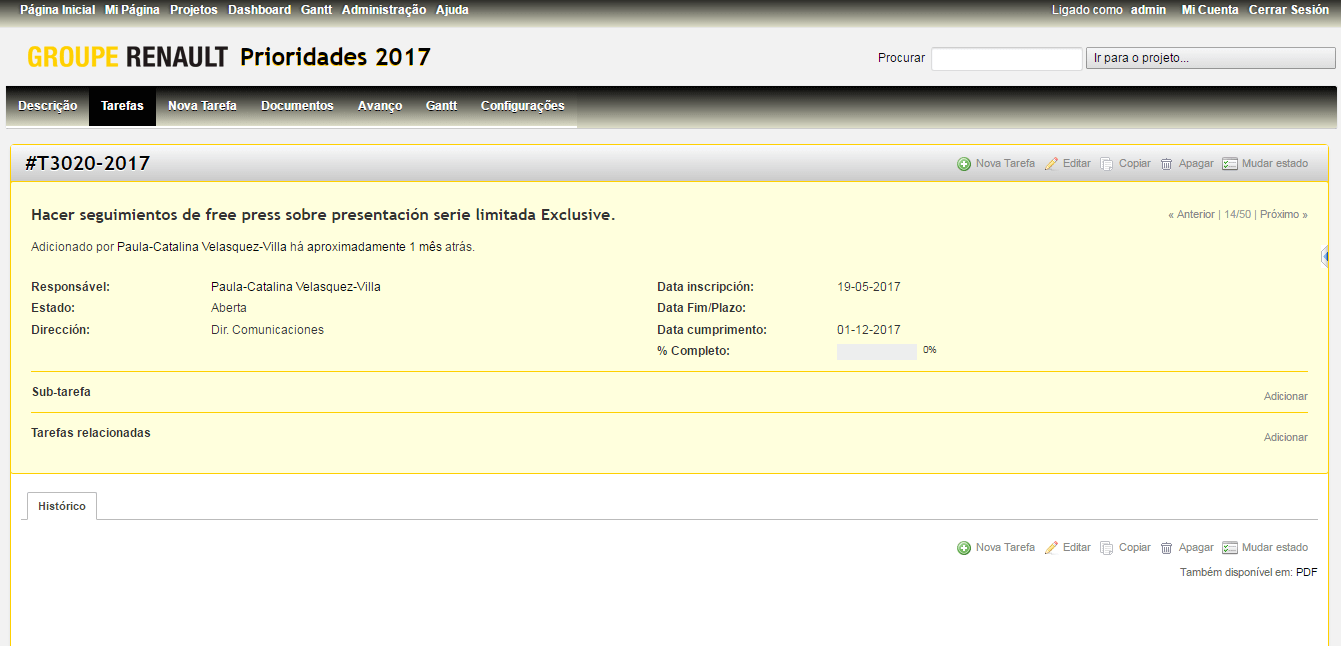 Página Inicial Mi Página Projetos Dashboard Gantt Administração Ajuda Ligado como admin Mi Cuenta Cerrar Sesión
GROUPE RENAULT Prioridades 2017 Procurar Ir para o projeto...
Descrição Tarefas Nova Tarefa Documentos Avanço Gantt Configurações
#T3020-2017 Nova Tarefa Editar Copiar Apagar Mudar estado
Hacer seguimientos de free press sobre presentación serie limitada Exclusive. « Anterior | 14/50 | Próximo »
Adicionado por Paula-Catalina Velasquez-Villa há aproximadamente 1 mês atrás.
Responsável: Paula-Catalina Velasquez-Villa Data inscripción: 19-05-2017
Estado: Aberta Data Fim/Plazo:
Dirección: Dir. Comunicaciones Data cumprimento: 01-12-2017
% Completo: 0%
Sub-tarefa Adicionar
Tarefas relacionadas Adicionar
Histórico
Nova Tarefa Editar Copiar Apagar Mudar estado
Também disponível em: PDF